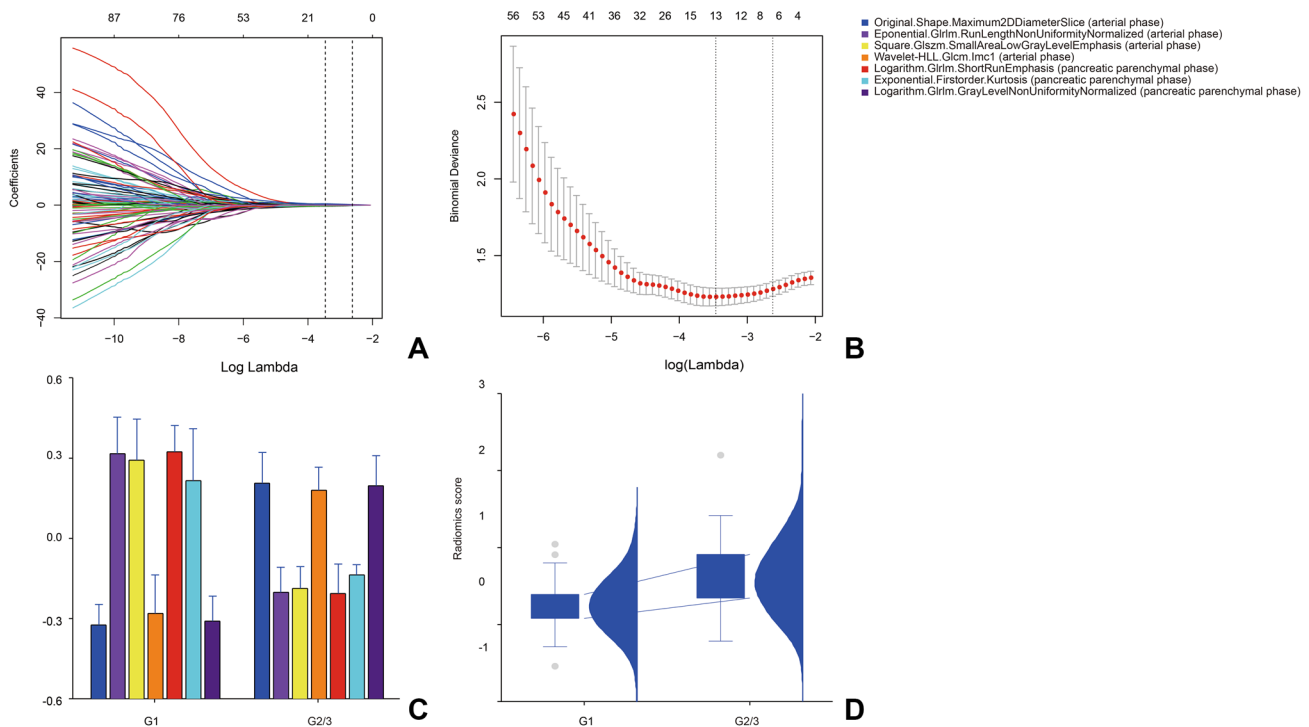 87 76 53 21 0
Coefficients
40
20
0
−20
−40
−10 −8 −6 −4 −2
Log Lambda
A
56 53 45 41 36 32 26 15 13 12 8 6 4
Binomial Deviance
2.5
2.0
1.5
−6 −5 −4 −3 −2
log(Lambda)
B
Original.Shape.Maximum2DDiameterSlice (arterial phase)
Eponential.Glrlm.RunLengthNonUniformityNormalized (arterial phase)
Square.Glszm.SmallAreaLowGrayLevelEmphasis (arterial phase)
Wavelet-HLL.Glcm.Imc1 (arterial phase)
Logarithm.Glrlm.ShortRunEmphasis (pancreatic parenchymal phase)
Exponential.Firstorder.Kurtosis (pancreatic parenchymal phase)
Logarithm.Glrlm.GrayLevelNonUniformityNormalized (pancreatic parenchymal phase)
0.6
0.3
0.0
-0.3
-0.6
G1 G2/3
C
Radiomics score
3
2
1
0
-1
G1 G2/3
D